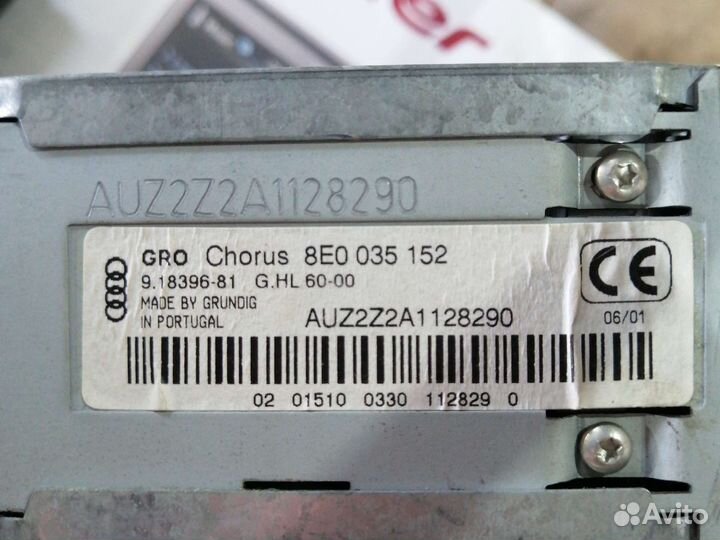 er
AUZ2Z2A1128290
GRO Chorus 8E0 035 152
9.18396-81 G.HL 60-00
MADE BY GRUNDIG
IN PORTUGAL
AUZ2Z2A1128290
CE
06/01
02 01510 0330 112829 0
Avito